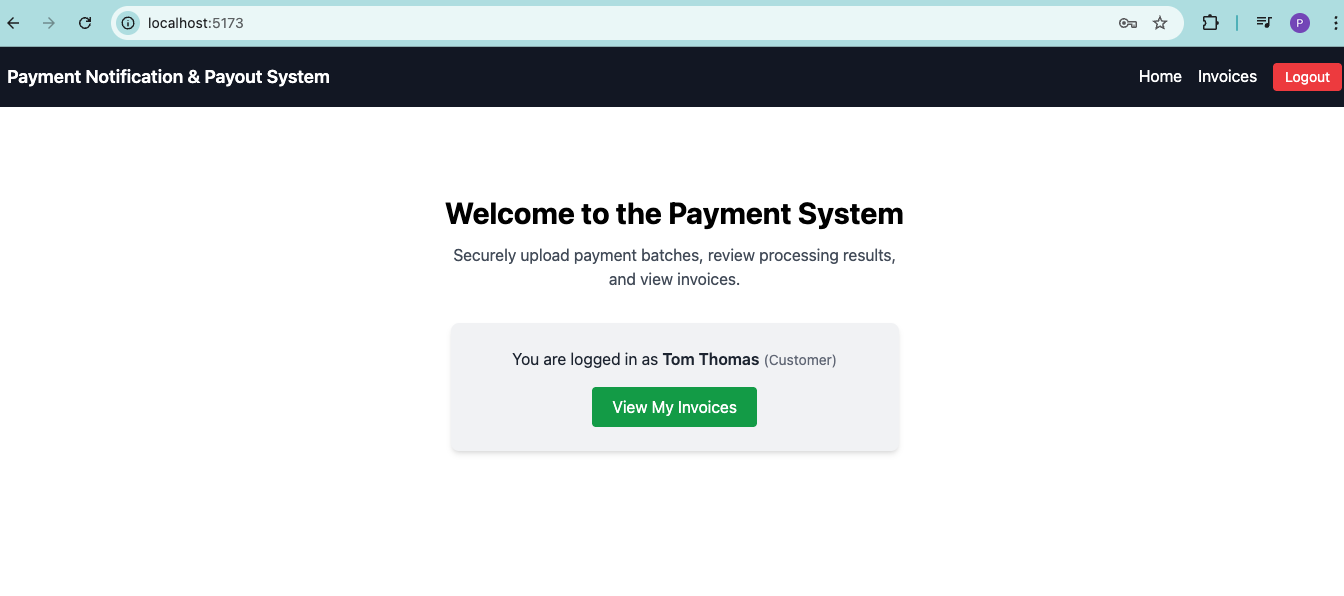 localhost:5173
P
Payment Notification & Payout System
Home Invoices Logout
Welcome to the Payment System
Securely upload payment batches, review processing results,
and view invoices.
You are logged in as Tom Thomas (Customer)
View My Invoices